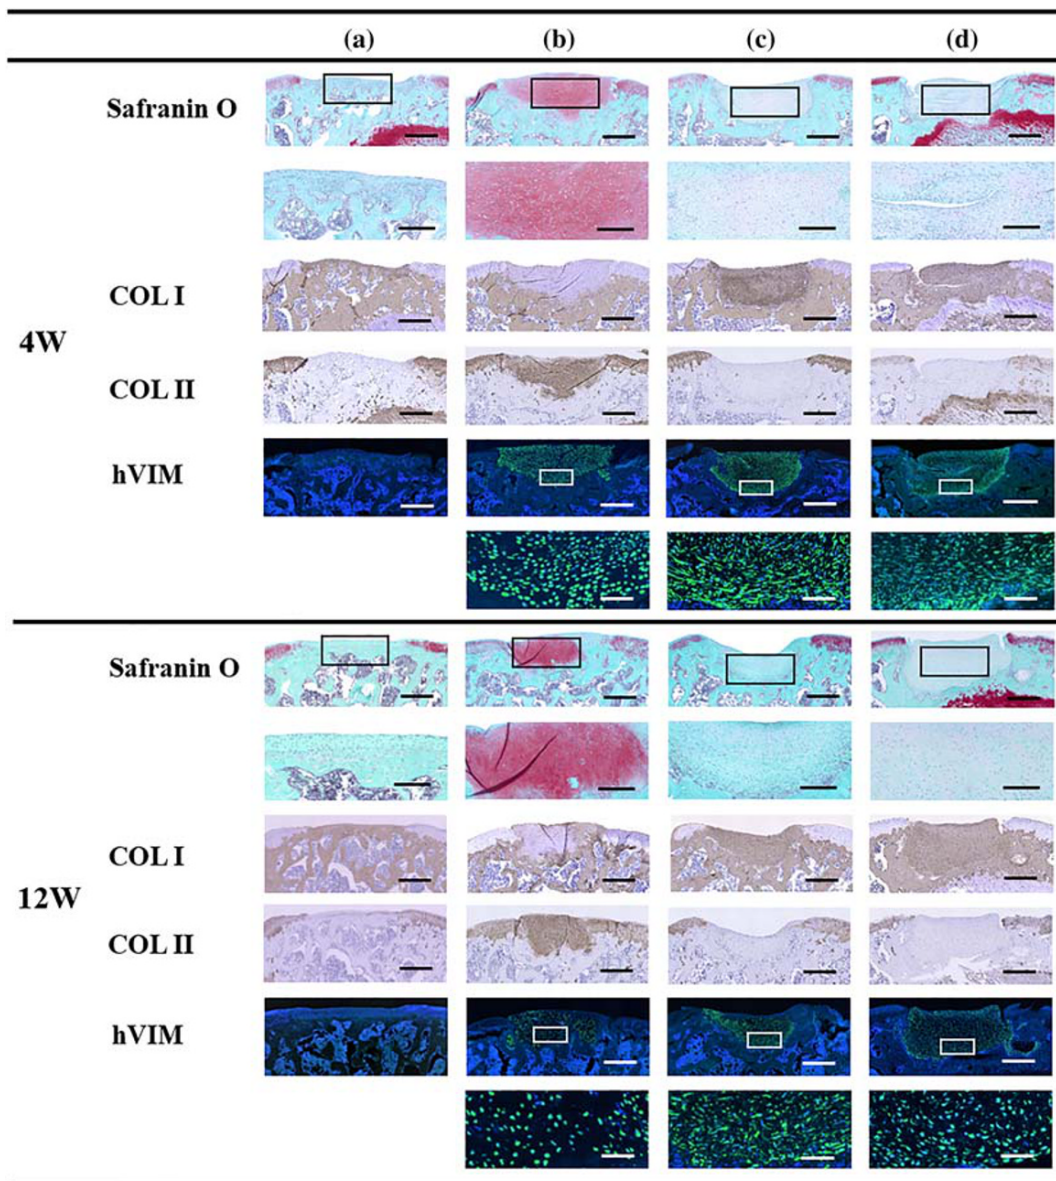 (a) (b) (c) (d)
Safranin O
COL I
4W
COL II
hVIM
Safranin O
COL I
12W
COL II
hVIM